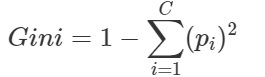 Gini = 1 − ∑_{i=1}^{C} (p_i)^2